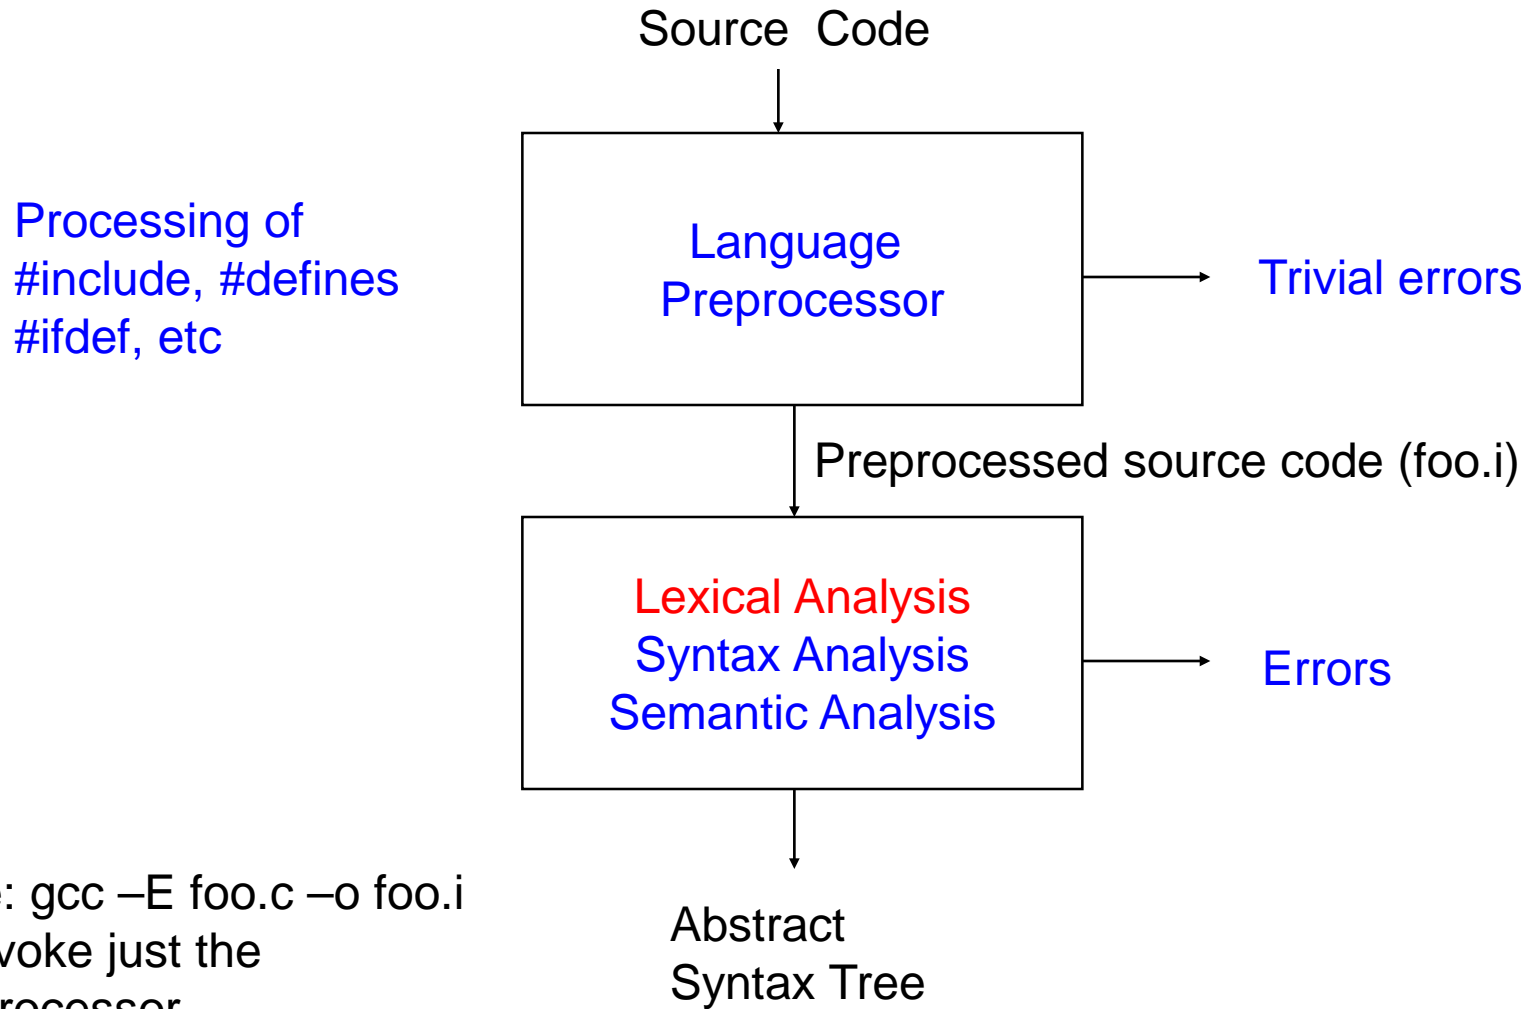 Source Code
Processing of
#include, #defines
#ifdef, etc
Language
Preprocessor
Trivial errors
Preprocessed source code (foo.i)
Lexical Analysis
Syntax Analysis
Semantic Analysis
Errors
: gcc –E foo.c –o foo.i
just the
Abstract
Syntax Tree